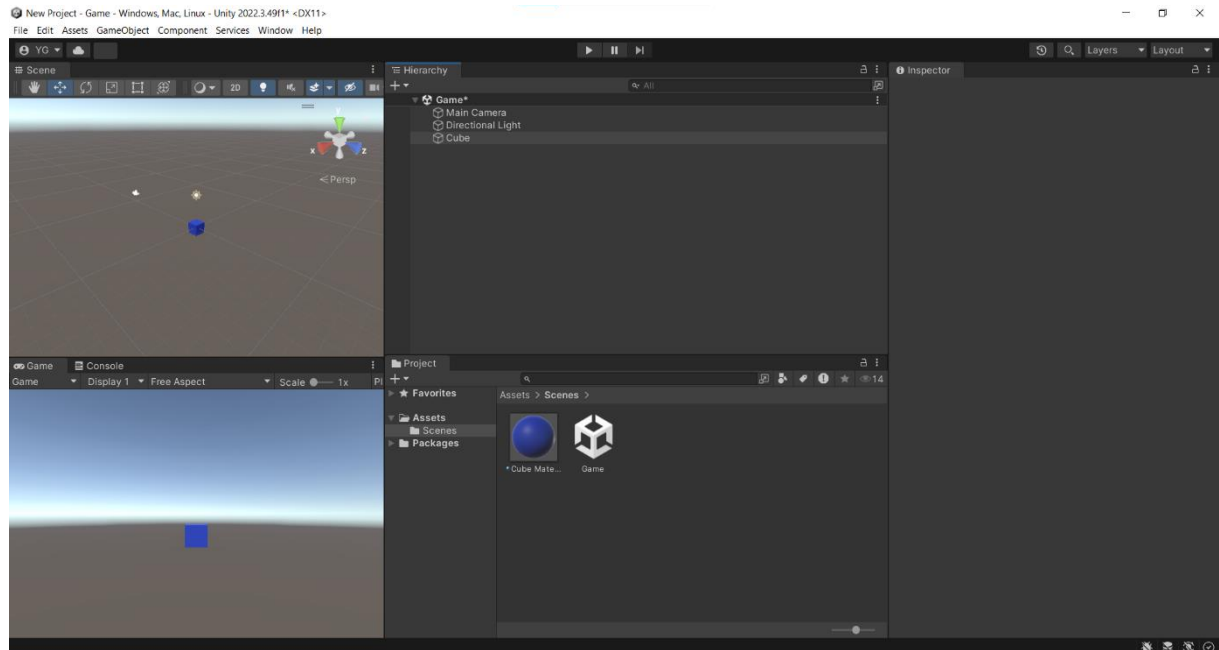 New Project - Game - Windows, Mac, Linux - Unity 2022.3.49f1* <DX11>
File Edit Assets GameObject Component Services Window Help
YG
Layers
Layout
Scene
2D
y
x
z
Persp
Hierarchy
All
Game*
Main Camera
Directional Light
Cube
Inspector
Game
Console
Game
Display 1
Free Aspect
Scale
1x
Pl
Project
14
Favorites
Assets
Scenes
Packages
Assets > Scenes >
Cube Mate...
Game